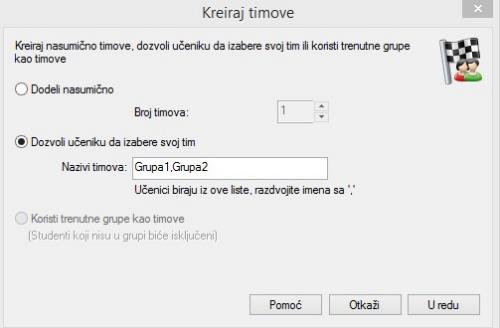 Kreiraj timove
Kreiraj nasumično timove, dozvoli učeniku da izabere svoj tim ili koristi trenutne grupe
kao timove
Dodeli nasumično
Broj timova: 1
Dozvoli učeniku da izabere svoj tim
Nazivi timova: Grupa1,Grupa2
Učenici biraju iz ove liste, razdvojite imena sa ','
Koristi trenutne grupe kao timove
(Studenti koji nisu u grupi biće isključeni)
Pomoć Otkaži U redu